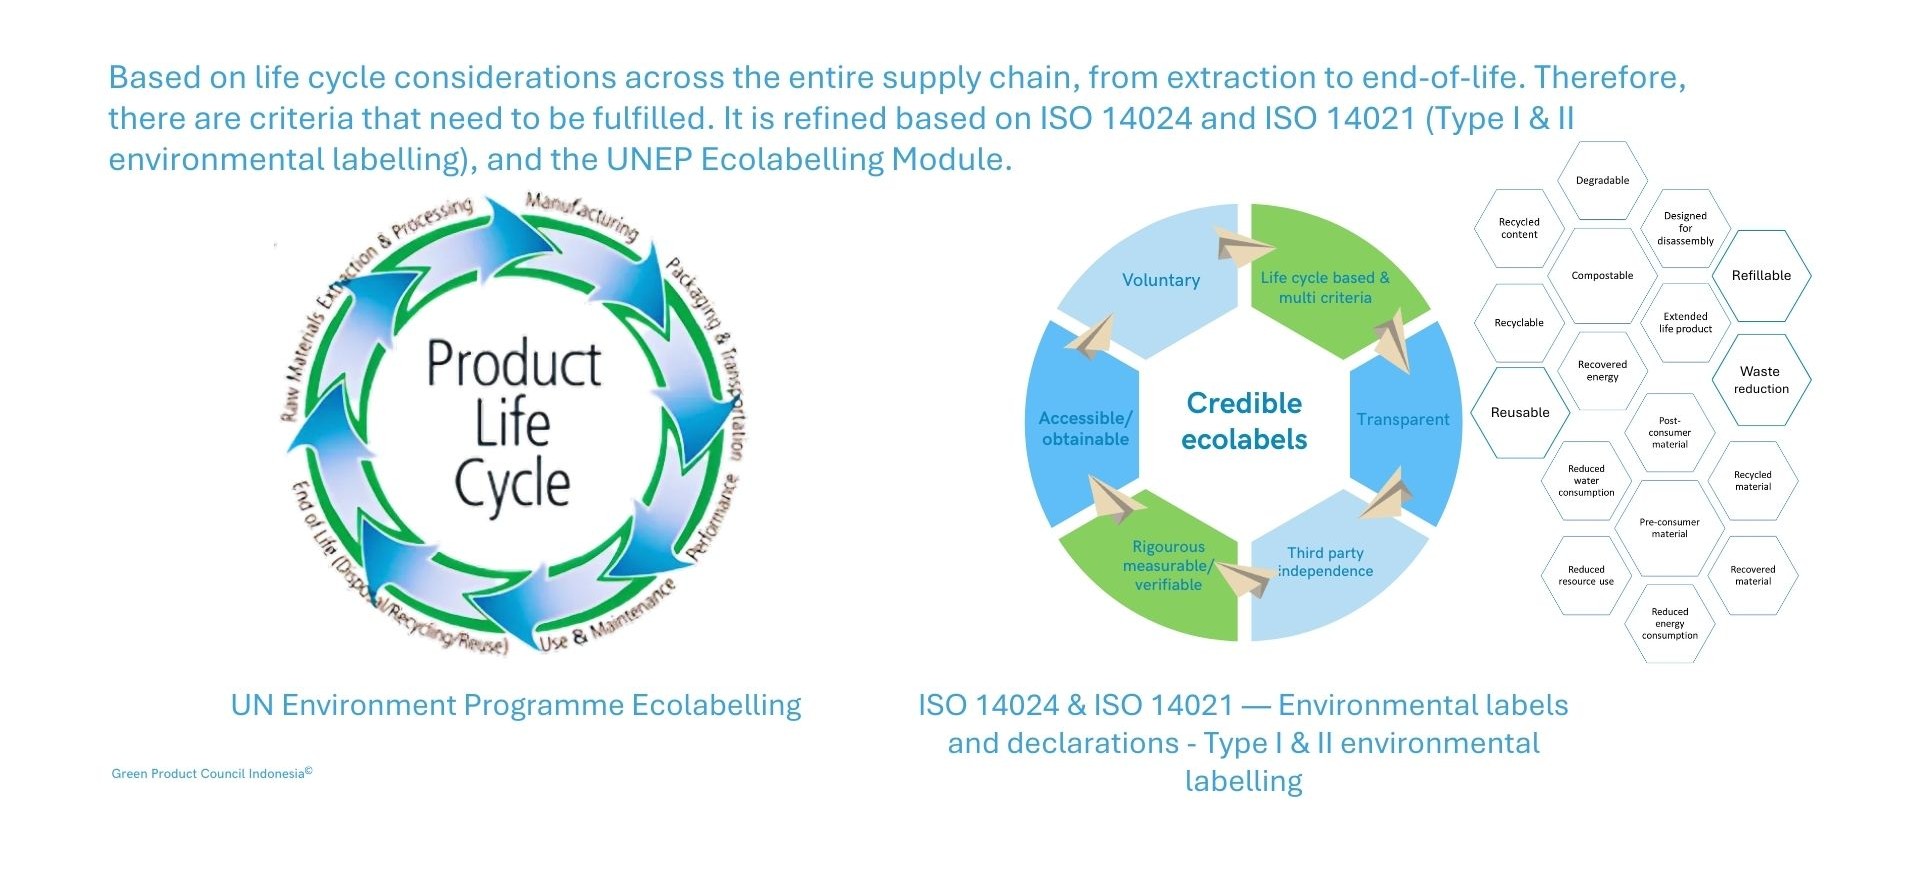 Based on life cycle considerations across the entire supply chain, from extraction to end-of-life. Therefore,
there are criteria that need to be fulfilled. It is refined based on ISO 14024 and ISO 14021 (Type I & II
environmental labelling), and the UNEP Ecolabelling Module.
Raw Materials Extraction & Processing
Manufacturing
Packaging & Transportation
Performance
Use & Maintenance
End of Life (Disposal/Recycling/Reuse)
Product
Life
Cycle
UN Environment Programme Ecolabelling
Voluntary
Life cycle based &
multi criteria
Transparent
Third party
independence
Rigourous
measurable/
verifiable
Accessible/
obtainable
Credible
ecolabels
Degradable
Recycled
content
Designed
for
disassembly
Compostable
Refillable
Recyclable
Extended
life product
Recovered
energy
Waste
reduction
Reusable
Post-
consumer
material
Reduced
water
consumption
Recycled
material
Pre-consumer
material
Reduced
resource use
Recovered
material
Reduced
energy
consumption
ISO 14024 & ISO 14021 — Environmental labels
and declarations - Type I & II environmental
labelling
Green Product Council Indonesia©